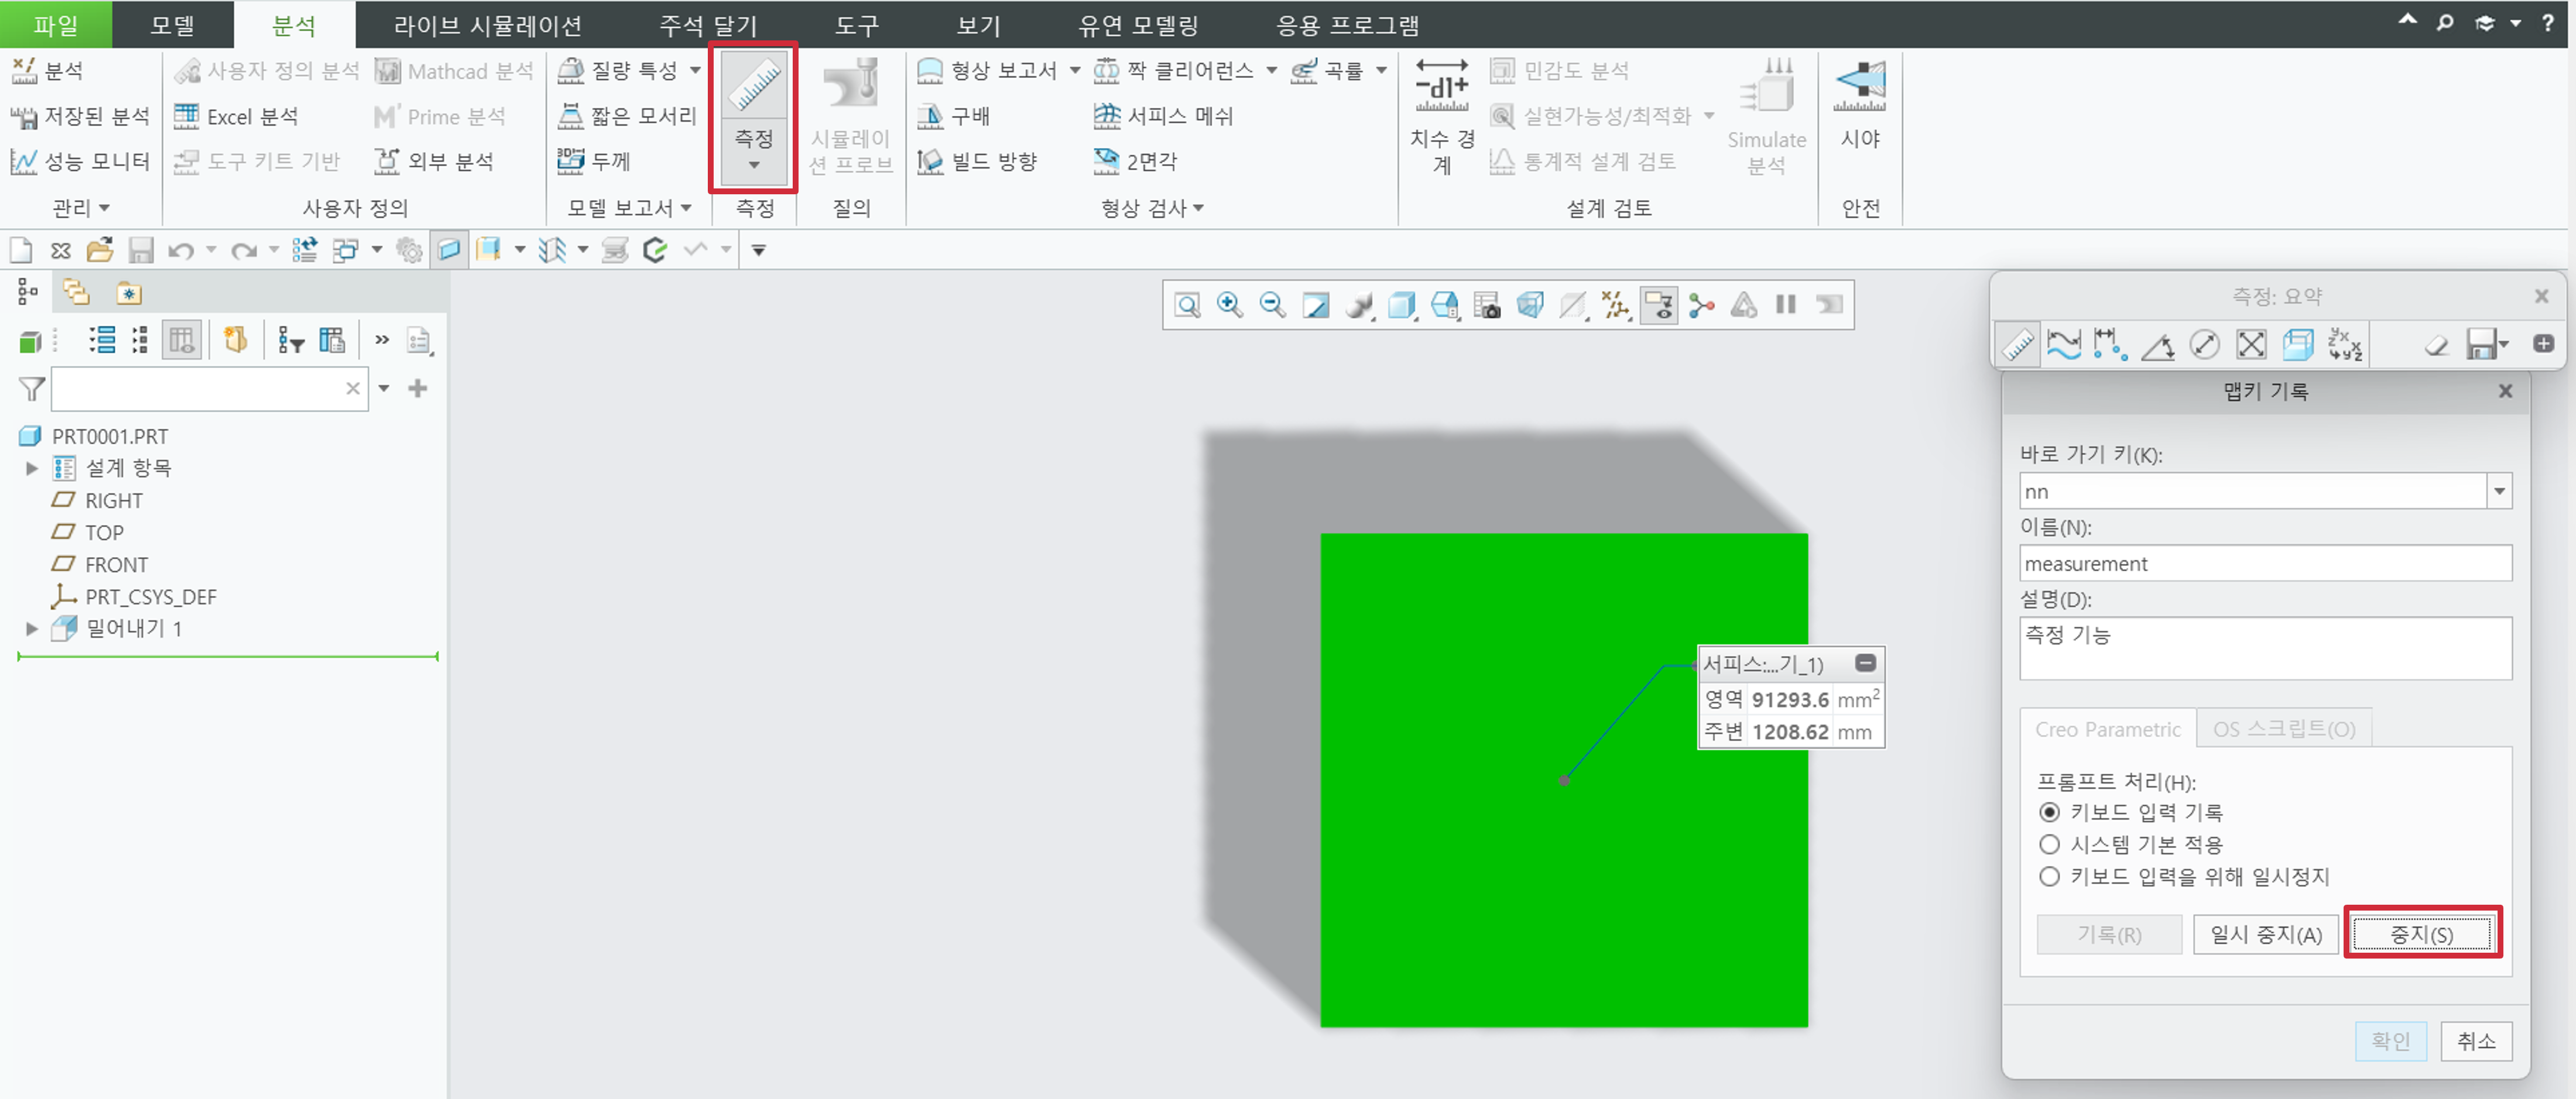 파일 모델 분석 라이브 시뮬레이션 주석 달기 도구 보기 유연 모델링 응용 프로그램
분석 사용자 정의 분석 Mathcad 분석 질량 특성 형상 보고서 짝 클리어런스 곡률 민감도 분석
저장된 분석 Excel 분석 Prime 분석 짧은 모서리 구배 서피스 메쉬 실현가능성/최적화
성능 모니터 도구 키트 기반 외부 분석 두께 빌드 방향 2면각 통계적 설계 검토
측정
시뮬레이
션 프로브
치수 경
계
Simulate
분석
시야
관리 사용자 정의 모델 보고서 측정 질의 형상 검사 설계 검토 안전
PRT0001.PRT
설계 항목
RIGHT
TOP
FRONT
PRT_CSYS_DEF
밀어내기 1
서피스:...기_1)
영역 91293.6 mm2
주변 1208.62 mm
측정: 요약
맵키 기록
바로 가기 키(K):
nn
이름(N):
measurement
설명(D):
측정 기능
Creo Parametric OS 스크립트(O)
프롬프트 처리(H):
키보드 입력 기록
시스템 기본 적용
키보드 입력을 위해 일시정지
기록(R) 일시 중지(A) 중지(S)
확인 취소